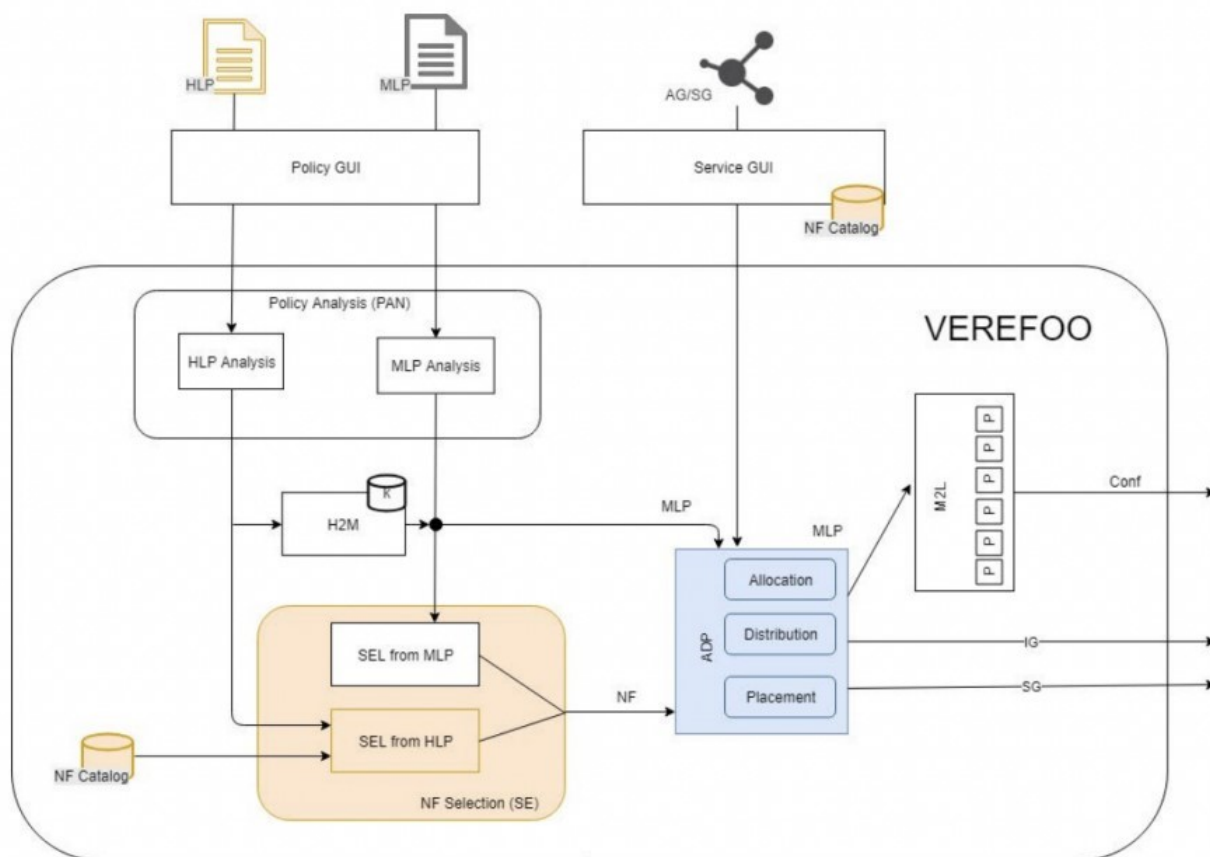 HLP
MLP
AG/SG
Policy GUI
Service GUI
NF Catalog
Policy Analysis (PAN)
VEREFOO
HLP Analysis
MLP Analysis
K
H2M
MLP
MLP
M2L
P
P
P
P
P
P
Conf
ADP
Allocation
Distribution
Placement
IG
SG
SEL from MLP
NF
SEL from HLP
NF Catalog
NF Selection (SE)